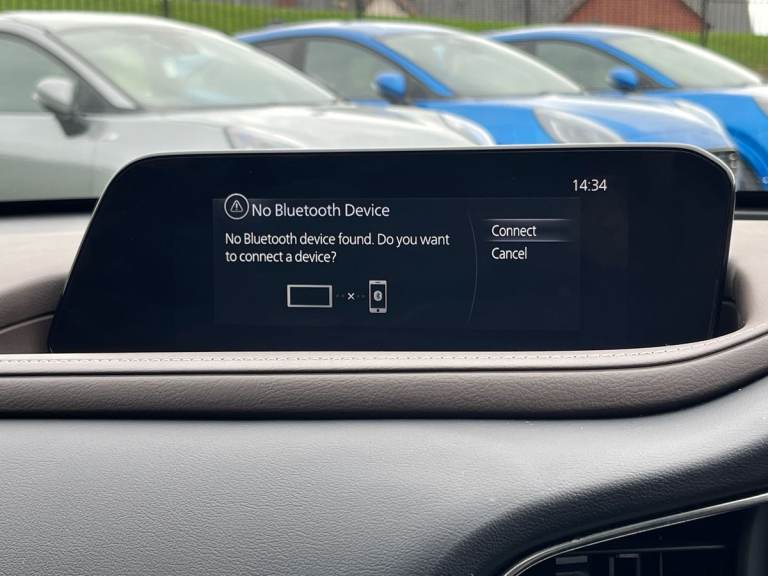 14:34
No Bluetooth Device
No Bluetooth device found. Do you want
to connect a device?
Connect
Cancel